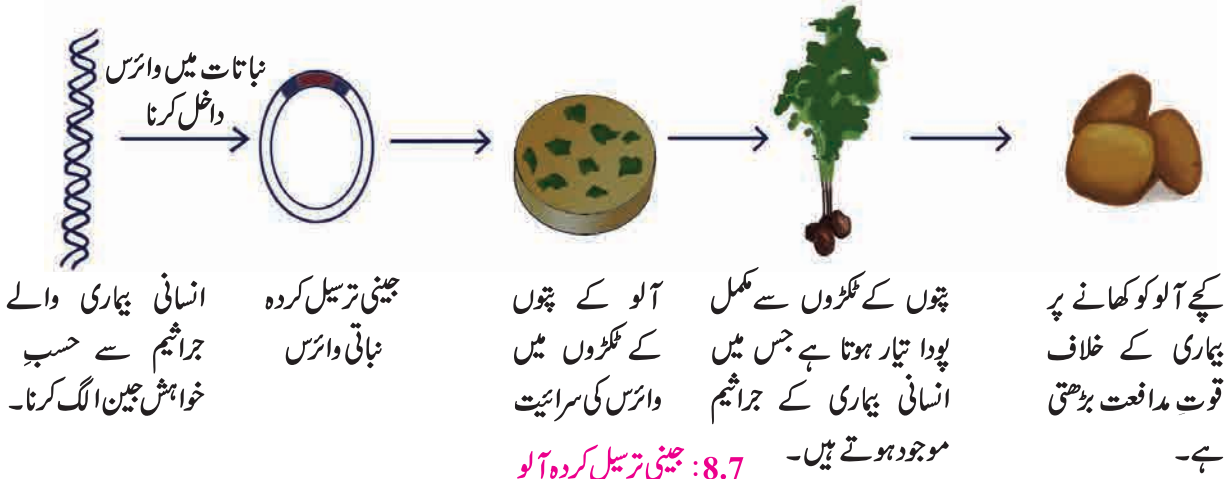 نباتات میں وائرس
داخل کرنا
انسانی بیماری والے
جراثیم سے حسبِ
خواہش جین الگ کرنا۔
جینی ترسیل کردہ
نباتی وائرس
آلو کے پتوں
کے ٹکڑوں میں
وائرس کی سرائیت
پتوں کے ٹکڑوں سے مکمل
پودا تیار ہوتا ہے جس میں
انسانی بیماری کے جراثیم
موجود ہوتے ہیں۔
کچے آلو کو کھانے پر
بیماری کے خلاف
قوتِ مدافعت بڑھتی
ہے۔
8.7: جینی ترسیل کردہ آلو